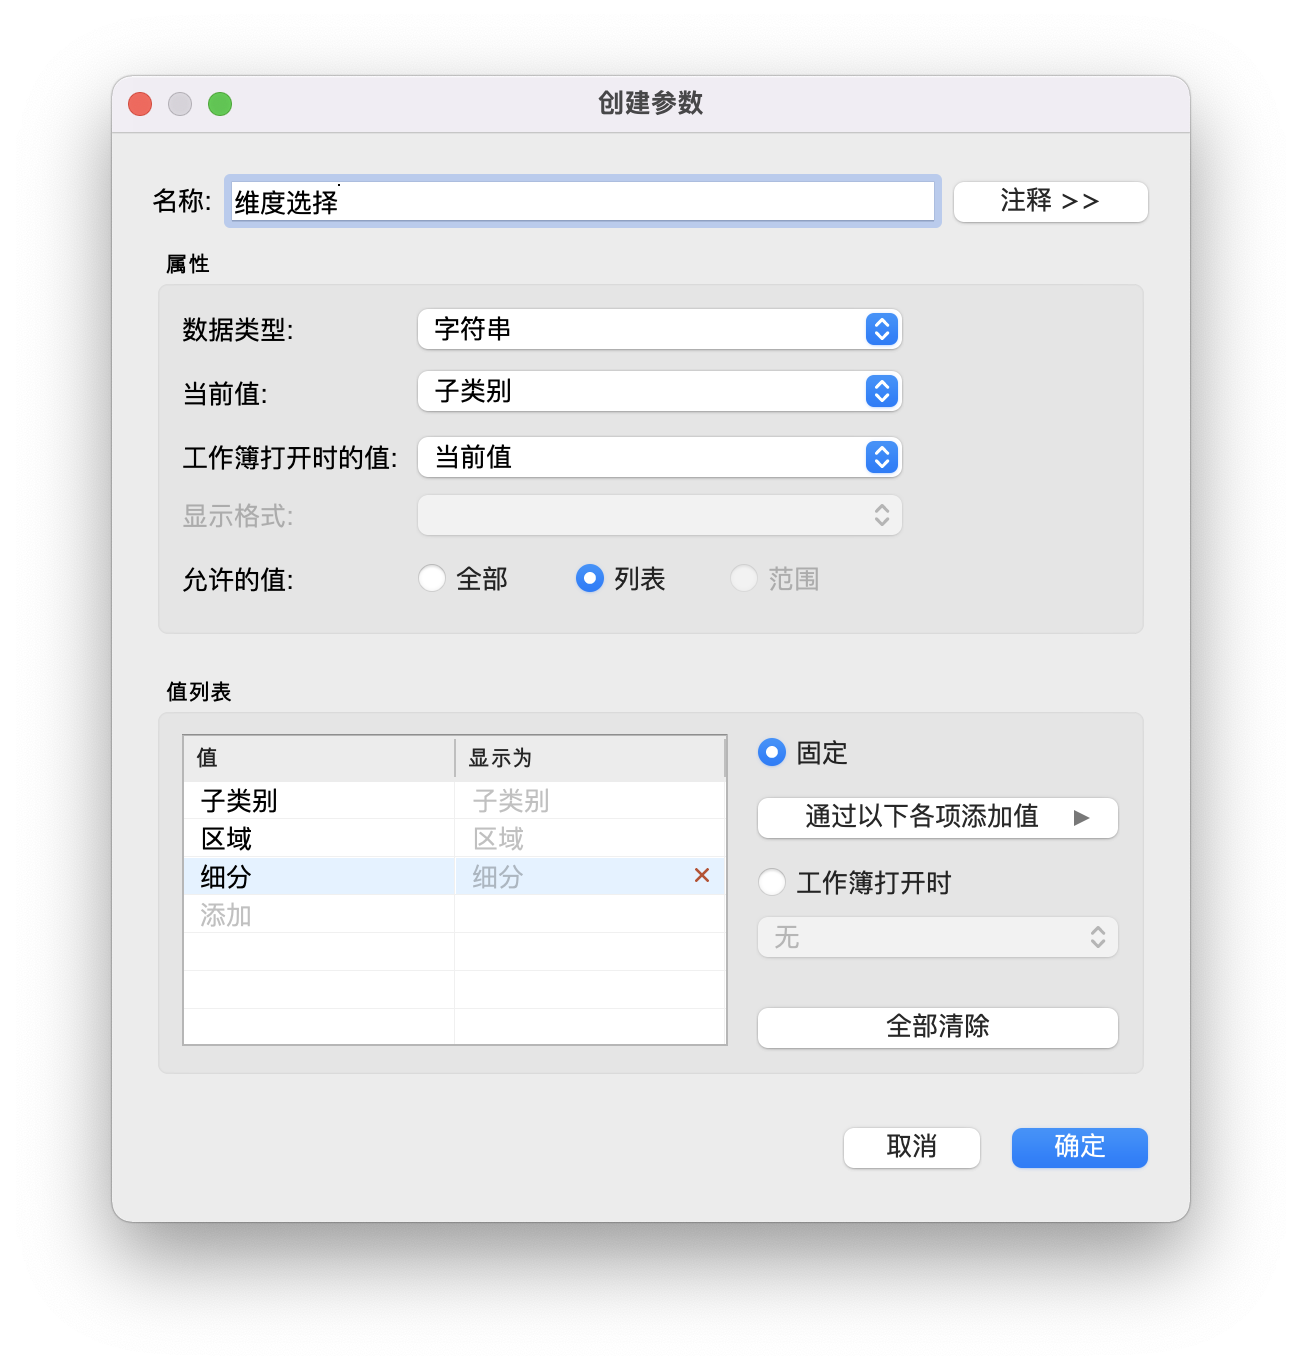 创建参数
名称: 维度选择 注释 >>
属性
数据类型: 字符串
当前值: 子类别
工作簿打开时的值: 当前值
显示格式:
允许的值: 全部 列表 范围
值列表
值 显示为
子类别 子类别
区域 区域
细分 细分
添加
固定
通过以下各项添加值
工作簿打开时
无
全部清除
取消 确定